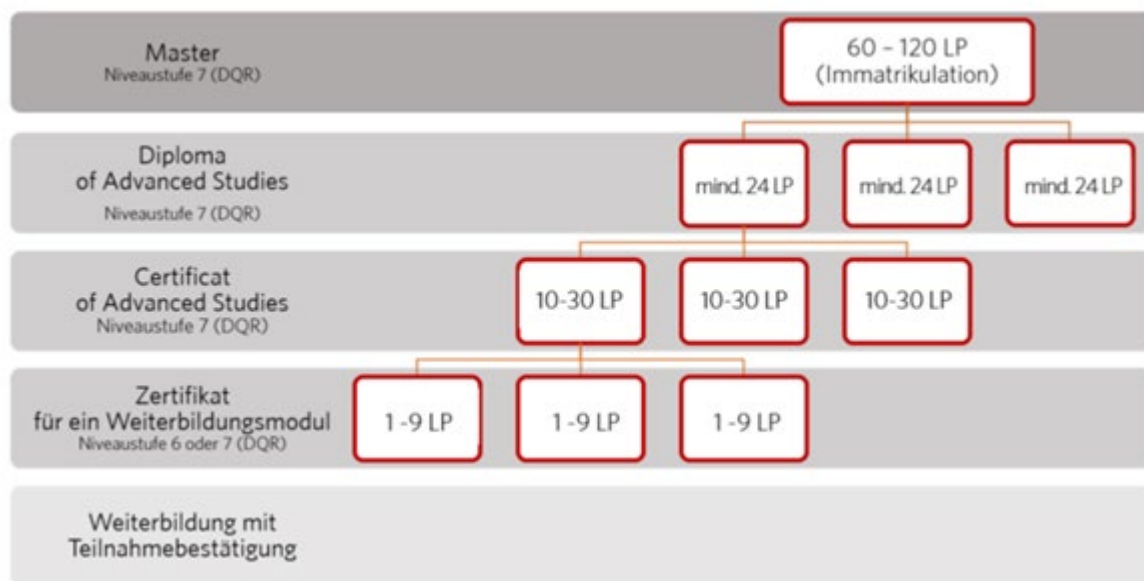 Master
Niveaustufe 7 (DQR)
60 – 120 LP
(Immatrikulation)
Diploma
of Advanced Studies
Niveaustufe 7 (DQR)
mind. 24 LP
mind. 24 LP
mind. 24 LP
Certificat
of Advanced Studies
Niveaustufe 7 (DQR)
10-30 LP
10-30 LP
10-30 LP
Zertifikat
für ein Weiterbildungsmodul
Niveaustufe 6 oder 7 (DQR)
1 -9 LP
1 -9 LP
1 -9 LP
Weiterbildung mit
Teilnahmebestätigung